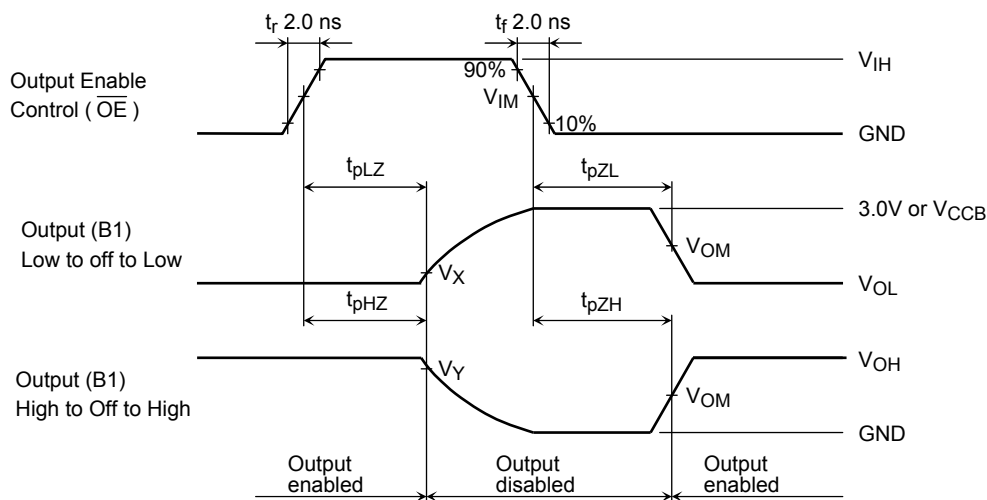 tr 2.0 ns
tf 2.0 ns
Output Enable
Control ( OE )
90%
VIM
10%
VIH
GND
tpLZ
tpZL
Output (B1)
Low to off to Low
VX
VOM
3.0V or VCCB
VOL
tpHZ
tpZH
Output (B1)
High to Off to High
VY
VOM
VOH
GND
Output
enabled
Output
disabled
Output
enabled